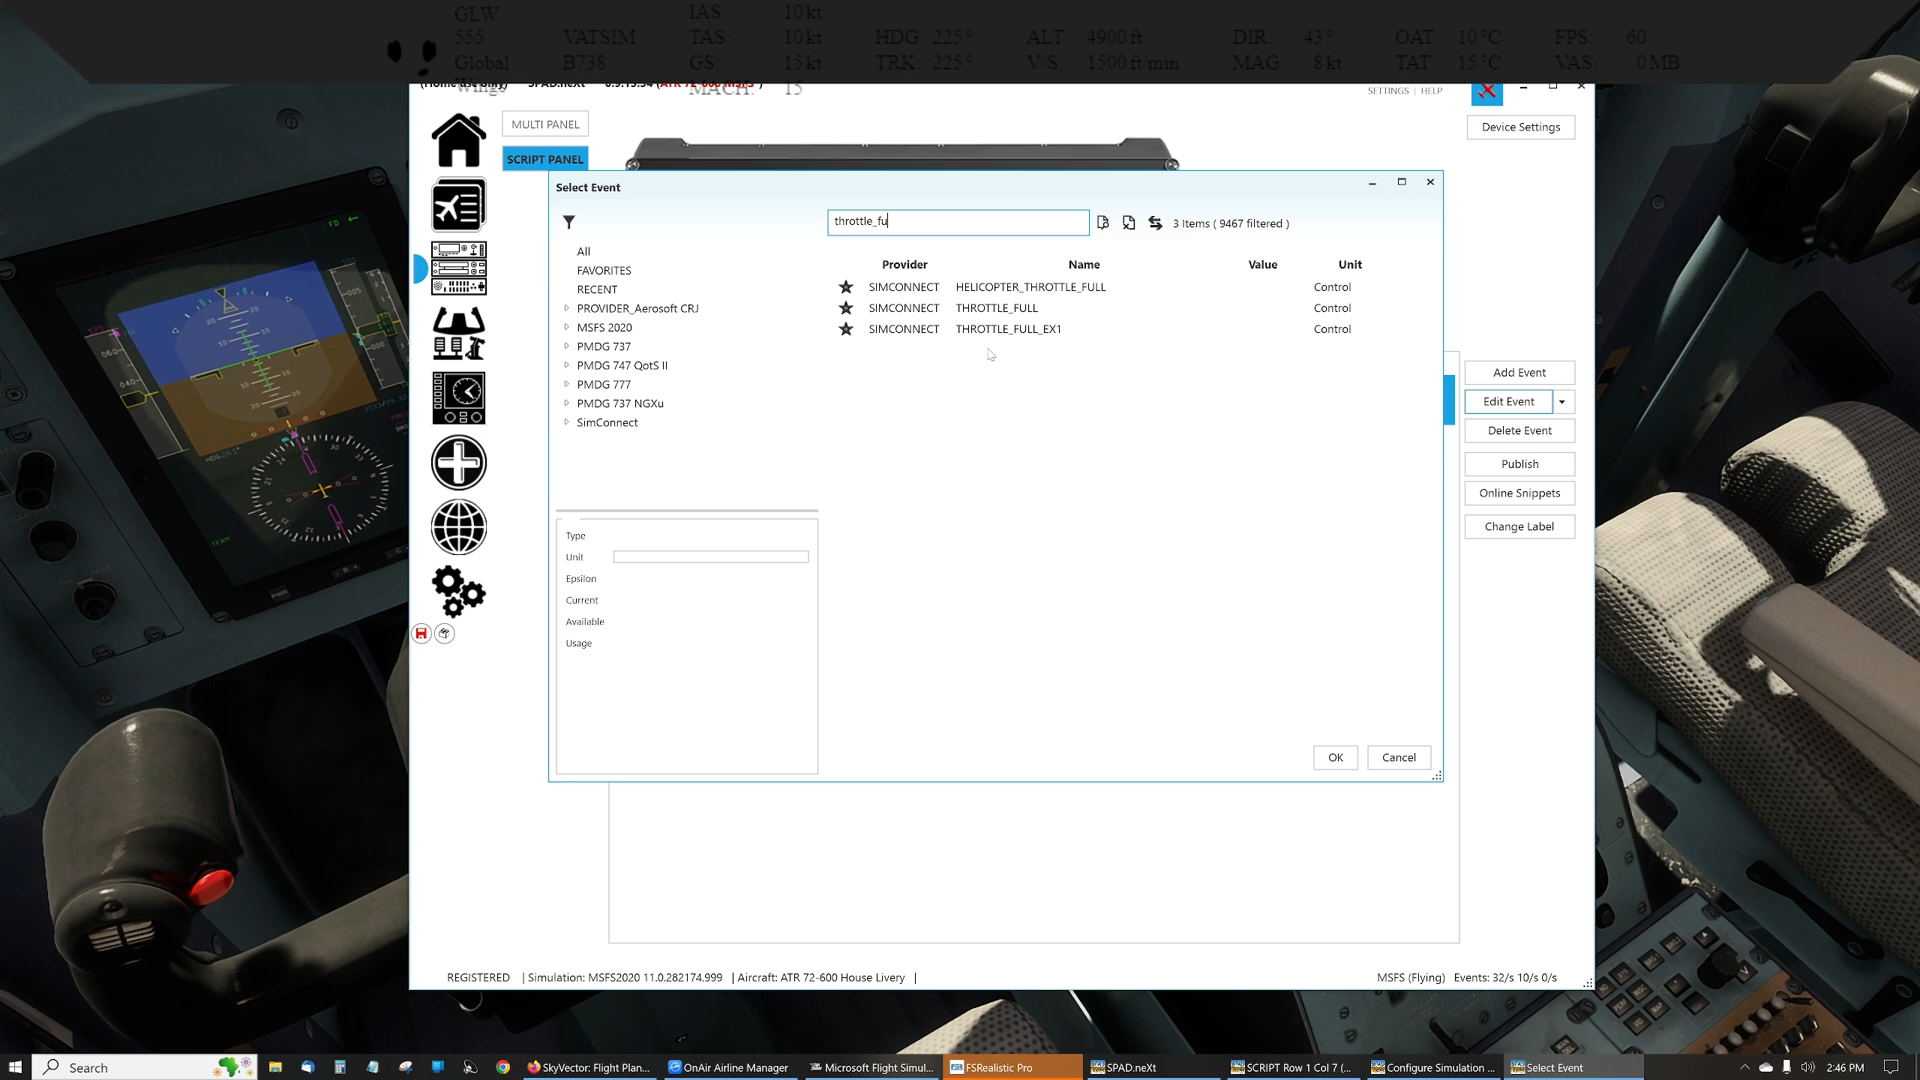 GLW IAS: 10 kt
555 VATSIM TAS: 10 kt HDG: 225° ALT: 4900 ft DIR: 43° OAT: 10 °C FPS: 60
Global B738 GS: 15 kt TRK: 225° V/S: 1500 ft/min MAG: 8 kt TAT: 15 °C VAS: 0 MB
Wings MACH: 15
SETTINGS | HELP
MULTI PANEL
Device Settings
SCRIPT PANEL
Select Event
throttle_fu
3 Items ( 9467 filtered )
All
FAVORITES
RECENT
PROVIDER_Aerosoft CRJ
MSFS 2020
PMDG 737
PMDG 747 QotS II
PMDG 777
PMDG 737 NGXu
SimConnect
Provider Name Value Unit
SIMCONNECT HELICOPTER_THROTTLE_FULL Control
SIMCONNECT THROTTLE_FULL Control
SIMCONNECT THROTTLE_FULL_EX1 Control
Type
Unit
Epsilon
Current
Available
Usage
OK Cancel
Add Event
Edit Event
Delete Event
Publish
Online Snippets
Change Label
REGISTERED | Simulation: MSFS2020 11.0.282174.999 | Aircraft: ATR 72-600 House Livery |
MSFS (Flying) Events: 32/s 10/s 0/s
Search
SkyVector: Flight Plan...
OnAir Airline Manager
Microsoft Flight Simul...
FSRealistic Pro
SPAD.neXt
SCRIPT Row 1 Col 7 (...
Configure Simulation ...
Select Event
2:46 PM